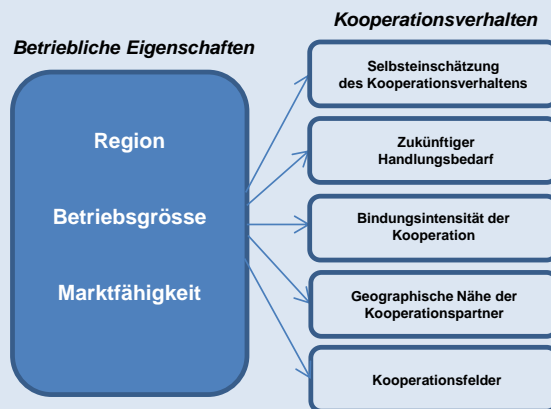 Betriebliche Eigenschaften
Region
Betriebsgrösse
Marktfähigkeit
Kooperationsverhalten
Selbsteinschätzung
des Kooperationsverhaltens
Zukünftiger
Handlungsbedarf
Bindungsintensität der
Kooperation
Geographische Nähe der
Kooperationspartner
Kooperationsfelder